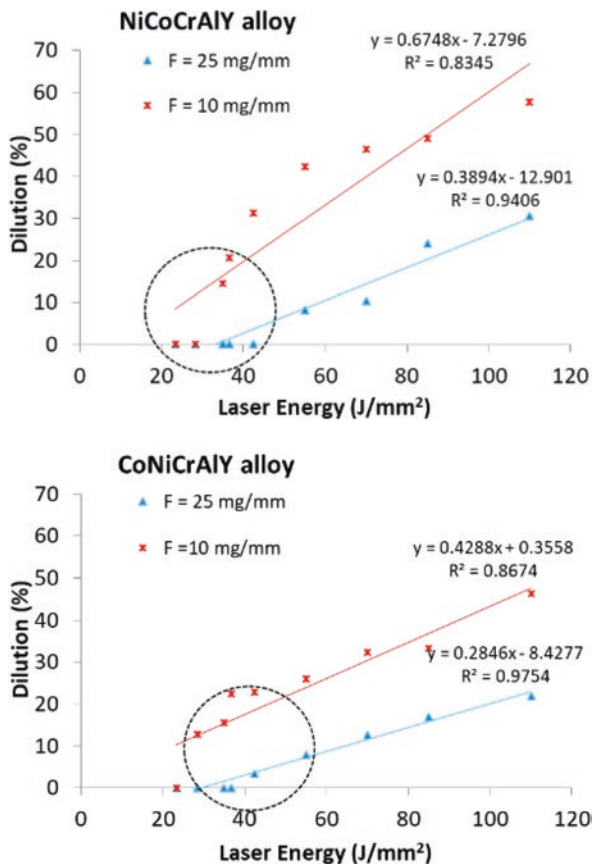 NiCoCrAlY alloy
70
60
50
40
30
20
10
0
Dilution (%)
F = 25 mg/mm
F = 10 mg/mm
y = 0.6748x - 7.2796
R² = 0.8345
y = 0.3894x - 12.901
R² = 0.9406
0 20 40 60 80 100 120
Laser Energy (J/mm²)
CoNiCrAlY alloy
70
60
50
40
30
20
10
0
Dilution (%)
F = 25 mg/mm
F =10 mg/mm
y = 0.4288x + 0.3558
R² = 0.8674
y = 0.2846x - 8.4277
R² = 0.9754
0 20 40 60 80 100 120
Laser Energy (J/mm²)